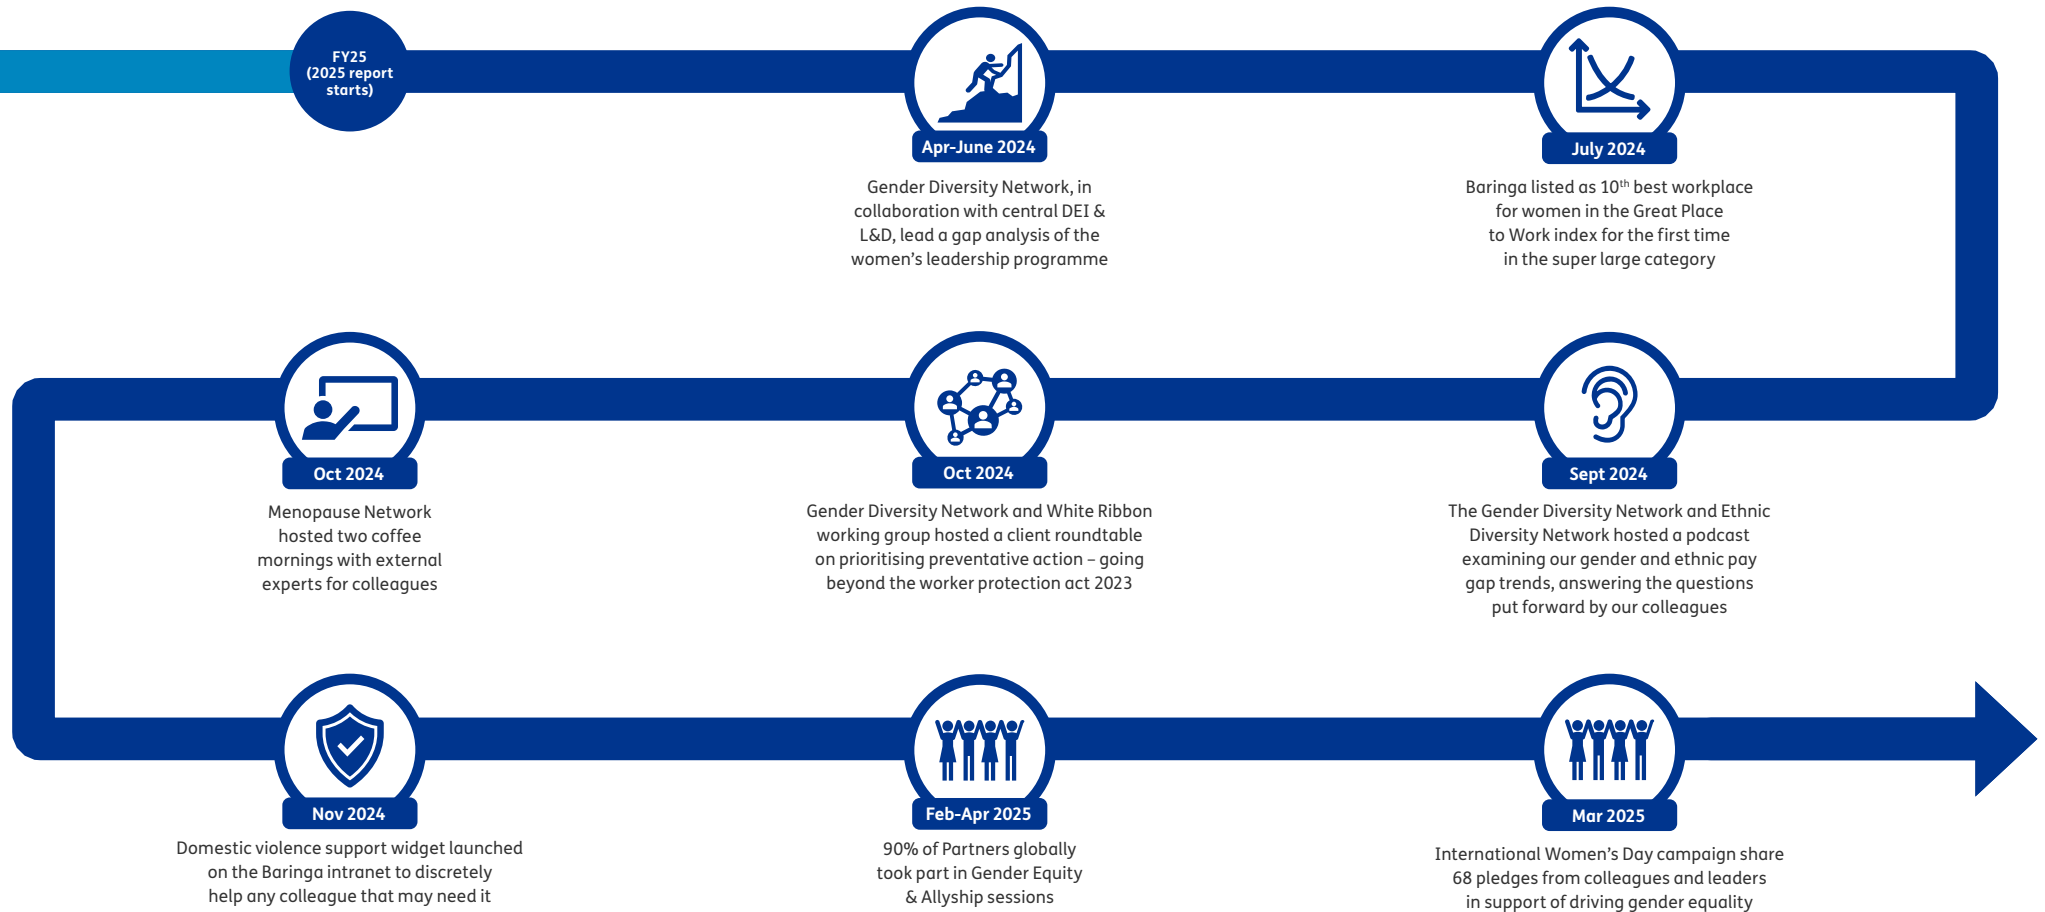 FY25
(2025 report
starts)
Apr-June 2024
Gender Diversity Network, in
collaboration with central DEI &
L&D, lead a gap analysis of the
women's leadership programme
July 2024
Baringa listed as 10th best workplace
for women in the Great Place
to Work index for the first time
in the super large category
Sept 2024
The Gender Diversity Network and Ethnic
Diversity Network hosted a podcast
examining our gender and ethnic pay
gap trends, answering the questions
put forward by our colleagues
Oct 2024
Gender Diversity Network and White Ribbon
working group hosted a client roundtable
on prioritising preventative action – going
beyond the worker protection act 2023
Oct 2024
Menopause Network
hosted two coffee
mornings with external
experts for colleagues
Nov 2024
Domestic violence support widget launched
on the Baringa intranet to discretely
help any colleague that may need it
Feb-Apr 2025
90% of Partners globally
took part in Gender Equity
& Allyship sessions
Mar 2025
International Women's Day campaign share
68 pledges from colleagues and leaders
in support of driving gender equality